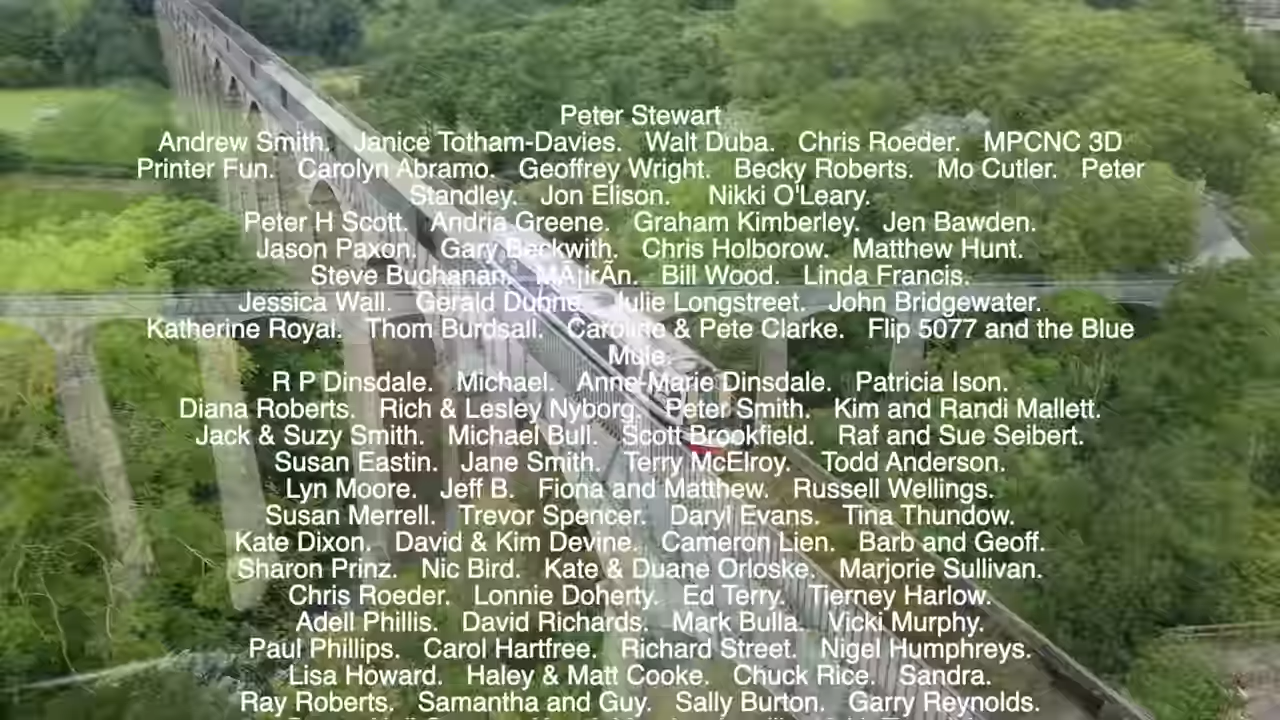 Peter Stewart
Andrew Smith. Janice Totham-Davies. Walt Duba. Chris Roeder. MPCNC 3D
Printer Fun. Carolyn Abramo. Geoffrey Wright. Becky Roberts. Mo Cutler. Peter
Standley. Jon Elison. Nikki O'Leary.
Peter H Scott. Andria Greene. Graham Kimberley. Jen Bawden.
Jason Paxon. Gary Beckwith. Chris Holborow. Matthew Hunt.
Steve Buchanan. MÃ¡irÃn. Bill Wood. Linda Francis.
Jessica Wall. Gerald Dunne. Julie Longstreet. John Bridgewater.
Katherine Royal. Thom Burdsall. Caroline & Pete Clarke. Flip 5077 and the Blue
Mule.
R P Dinsdale. Michael. Anne-Marie Dinsdale. Patricia Ison.
Diana Roberts. Rich & Lesley Nyborg. Peter Smith. Kim and Randi Mallett.
Jack & Suzy Smith. Michael Bull. Scott Brookfield. Raf and Sue Seibert.
Susan Eastin. Jane Smith. Terry McElroy. Todd Anderson.
Lyn Moore. Jeff B. Fiona and Matthew. Russell Wellings.
Susan Merrell. Trevor Spencer. Daryl Evans. Tina Thundow.
Kate Dixon. David & Kim Devine. Cameron Lien. Barb and Geoff.
Sharon Prinz. Nic Bird. Kate & Duane Orloske. Marjorie Sullivan.
Chris Roeder. Lonnie Doherty. Ed Terry. Tierney Harlow.
Adell Phillis. David Richards. Mark Bulla. Vicki Murphy.
Paul Phillips. Carol Hartfree. Richard Street. Nigel Humphreys.
Lisa Howard. Haley & Matt Cooke. Chuck Rice. Sandra.
Ray Roberts. Samantha and Guy. Sally Burton. Garry Reynolds.